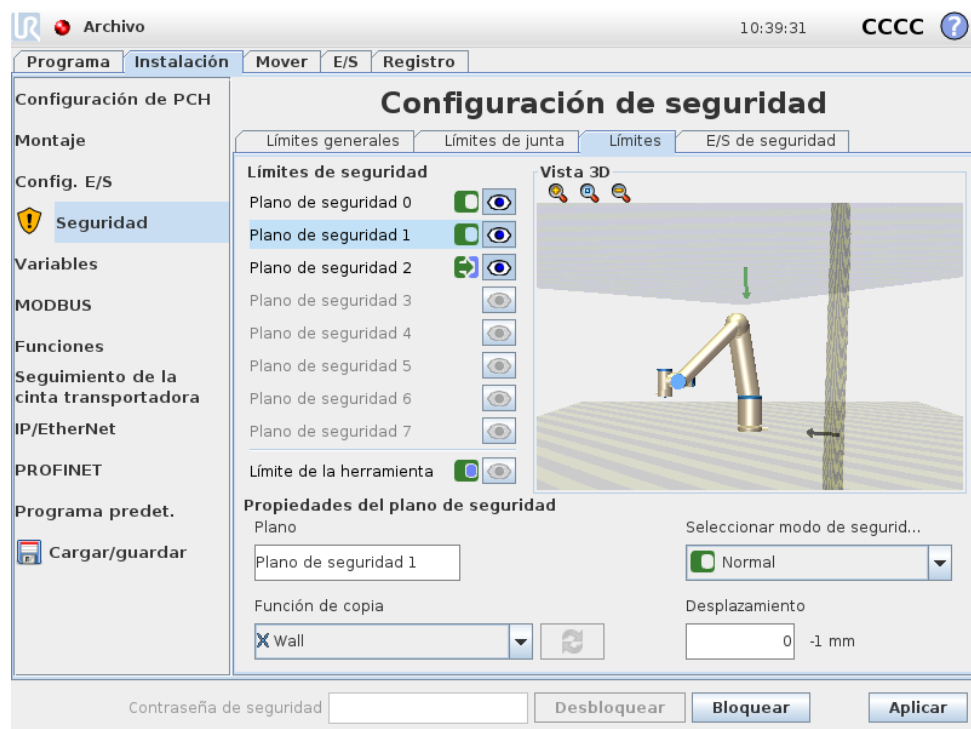 UR Archivo 10:39:31 CCCC ?
Programa Instalación Mover E/S Registro
Configuración de PCH
Montaje
Config. E/S
Seguridad
Variables
MODBUS
Funciones
Seguimiento de la
cinta transportadora
IP/EtherNet
PROFINET
Programa predet.
Cargar/guardar
Configuración de seguridad
Límites generales Límites de junta Límites E/S de seguridad
Límites de seguridad
Plano de seguridad 0
Plano de seguridad 1
Plano de seguridad 2
Plano de seguridad 3
Plano de seguridad 4
Plano de seguridad 5
Plano de seguridad 6
Plano de seguridad 7
Límite de la herramienta
Vista 3D
Propiedades del plano de seguridad
Plano
Plano de seguridad 1
Seleccionar modo de segurid...
Normal
Función de copia
Wall
Desplazamiento
0 -1 mm
Contraseña de seguridad Desbloquear Bloquear Aplicar